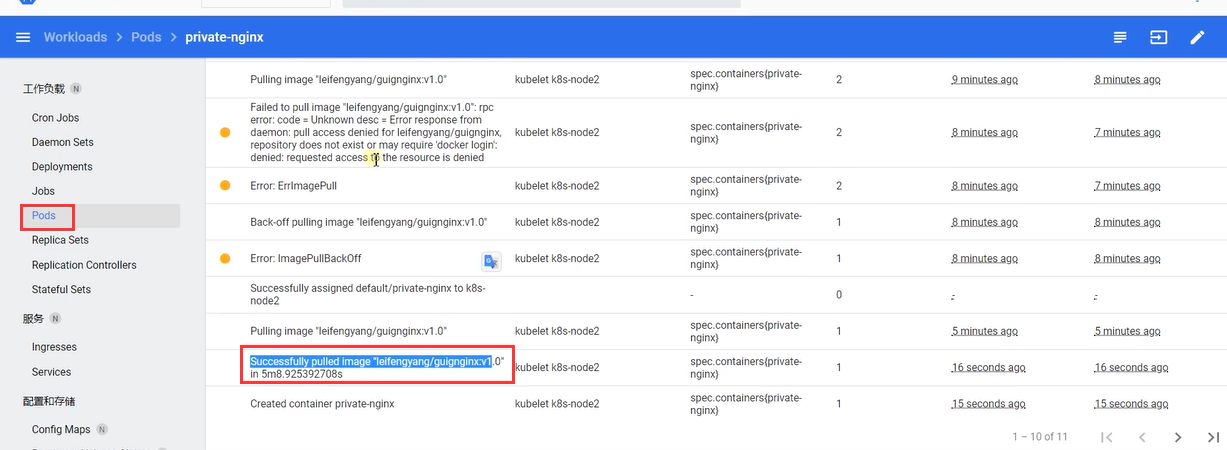 Workloads > Pods > private-nginx
工作负载 N
Cron Jobs
Daemon Sets
Deployments
Jobs
Pods
Replica Sets
Replication Controllers
Stateful Sets
服务 N
Ingresses
Services
配置和存储
Config Maps N
Pulling image "leifengyang/guignginx:v1.0" kubelet k8s-node2 spec.containers{private- 2 9 minutes ago 8 minutes ago
nginx}
Failed to pull image "leifengyang/guignginx:v1.0": rpc
error: code = Unknown desc = Error response from
daemon: pull access denied for leifengyang/guignginx, kubelet k8s-node2 spec.containers{private- 2 8 minutes ago 7 minutes ago
repository does not exist or may require 'docker login': nginx}
denied: requested access to the resource is denied
Error: ErrImagePull kubelet k8s-node2 spec.containers{private- 2 8 minutes ago 7 minutes ago
nginx}
Back-off pulling image "leifengyang/guignginx:v1.0" kubelet k8s-node2 spec.containers{private- 1 8 minutes ago 8 minutes ago
nginx}
Error: ImagePullBackOff kubelet k8s-node2 spec.containers{private- 1 8 minutes ago 8 minutes ago
nginx}
Successfully assigned default/private-nginx to k8s- - 0 - -
node2
Pulling image "leifengyang/guignginx:v1.0" kubelet k8s-node2 spec.containers{private- 1 5 minutes ago 5 minutes ago
nginx}
Successfully pulled image "leifengyang/guignginx:v1.0" kubelet k8s-node2 spec.containers{private- 1 16 seconds ago 16 seconds ago
in 5m8.925392708s nginx}
Created container private-nginx kubelet k8s-node2 spec.containers{private- 1 15 seconds ago 15 seconds ago
nginx}
1 – 10 of 11